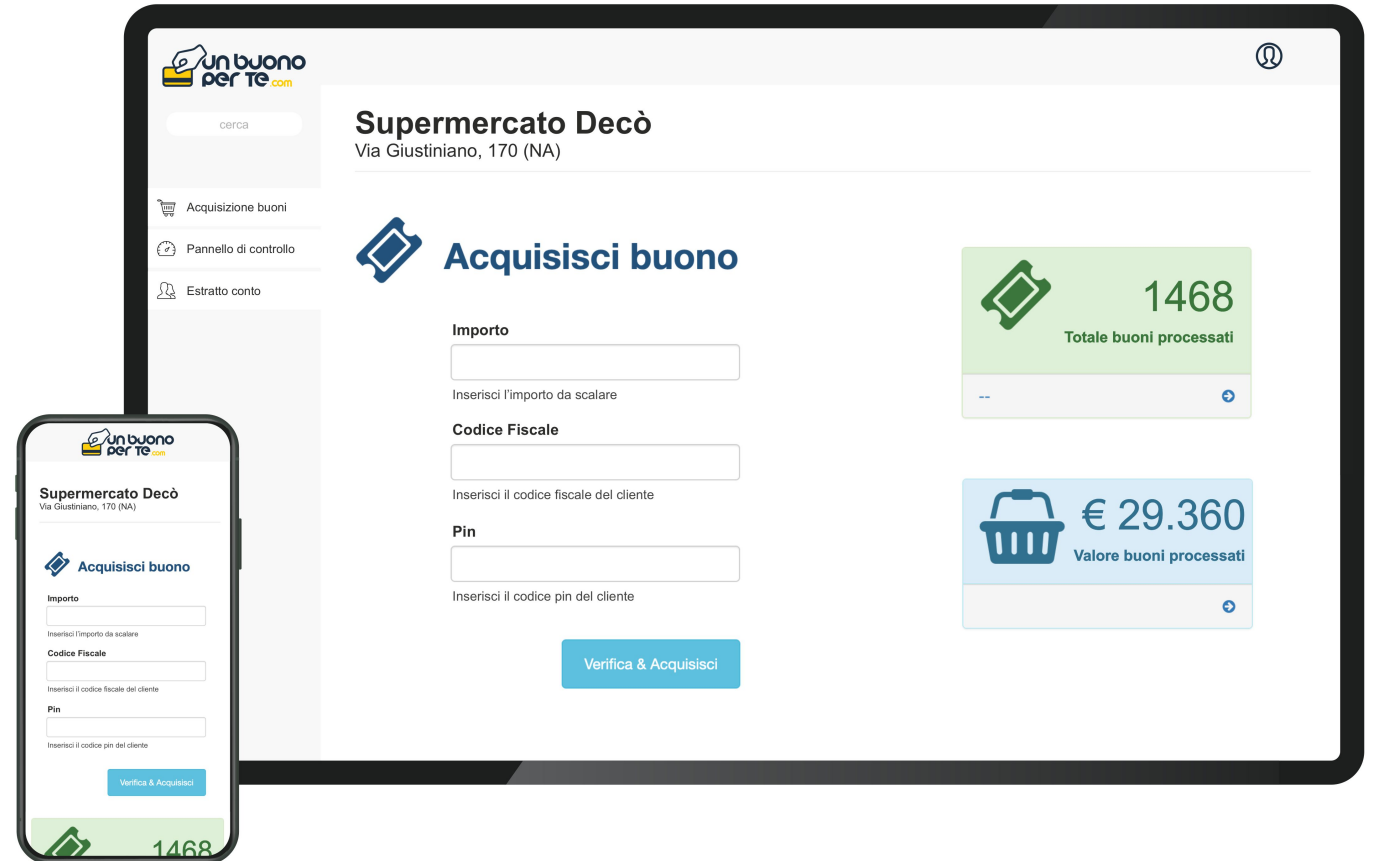 un buono
per te.com
cerca
Supermercato Decò
Via Giustiniano, 170 (NA)
Acquisizione buoni
Pannello di controllo
Estratto conto
Acquisisci buono
Importo
Inserisci l'importo da scalare
Codice Fiscale
Inserisci il codice fiscale del cliente
Pin
Inserisci il codice pin del cliente
Verifica & Acquisisci
1468
Totale buoni processati
--
€ 29.360
Valore buoni processati
un buono
per te.com
Supermercato Decò
Via Giustiniano, 170 (NA)
Acquisisci buono
Importo
Inserisci l'importo da scalare
Codice Fiscale
Inserisci il codice fiscale del cliente
Pin
Inserisci il codice pin del cliente
Verifica & Acquisisci
1468